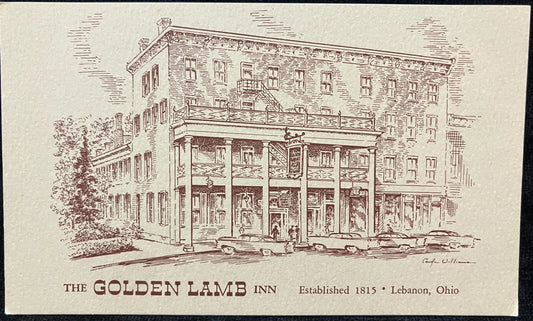 THE GOLDEN LAMB INN Established 1815 • Lebanon, Ohio